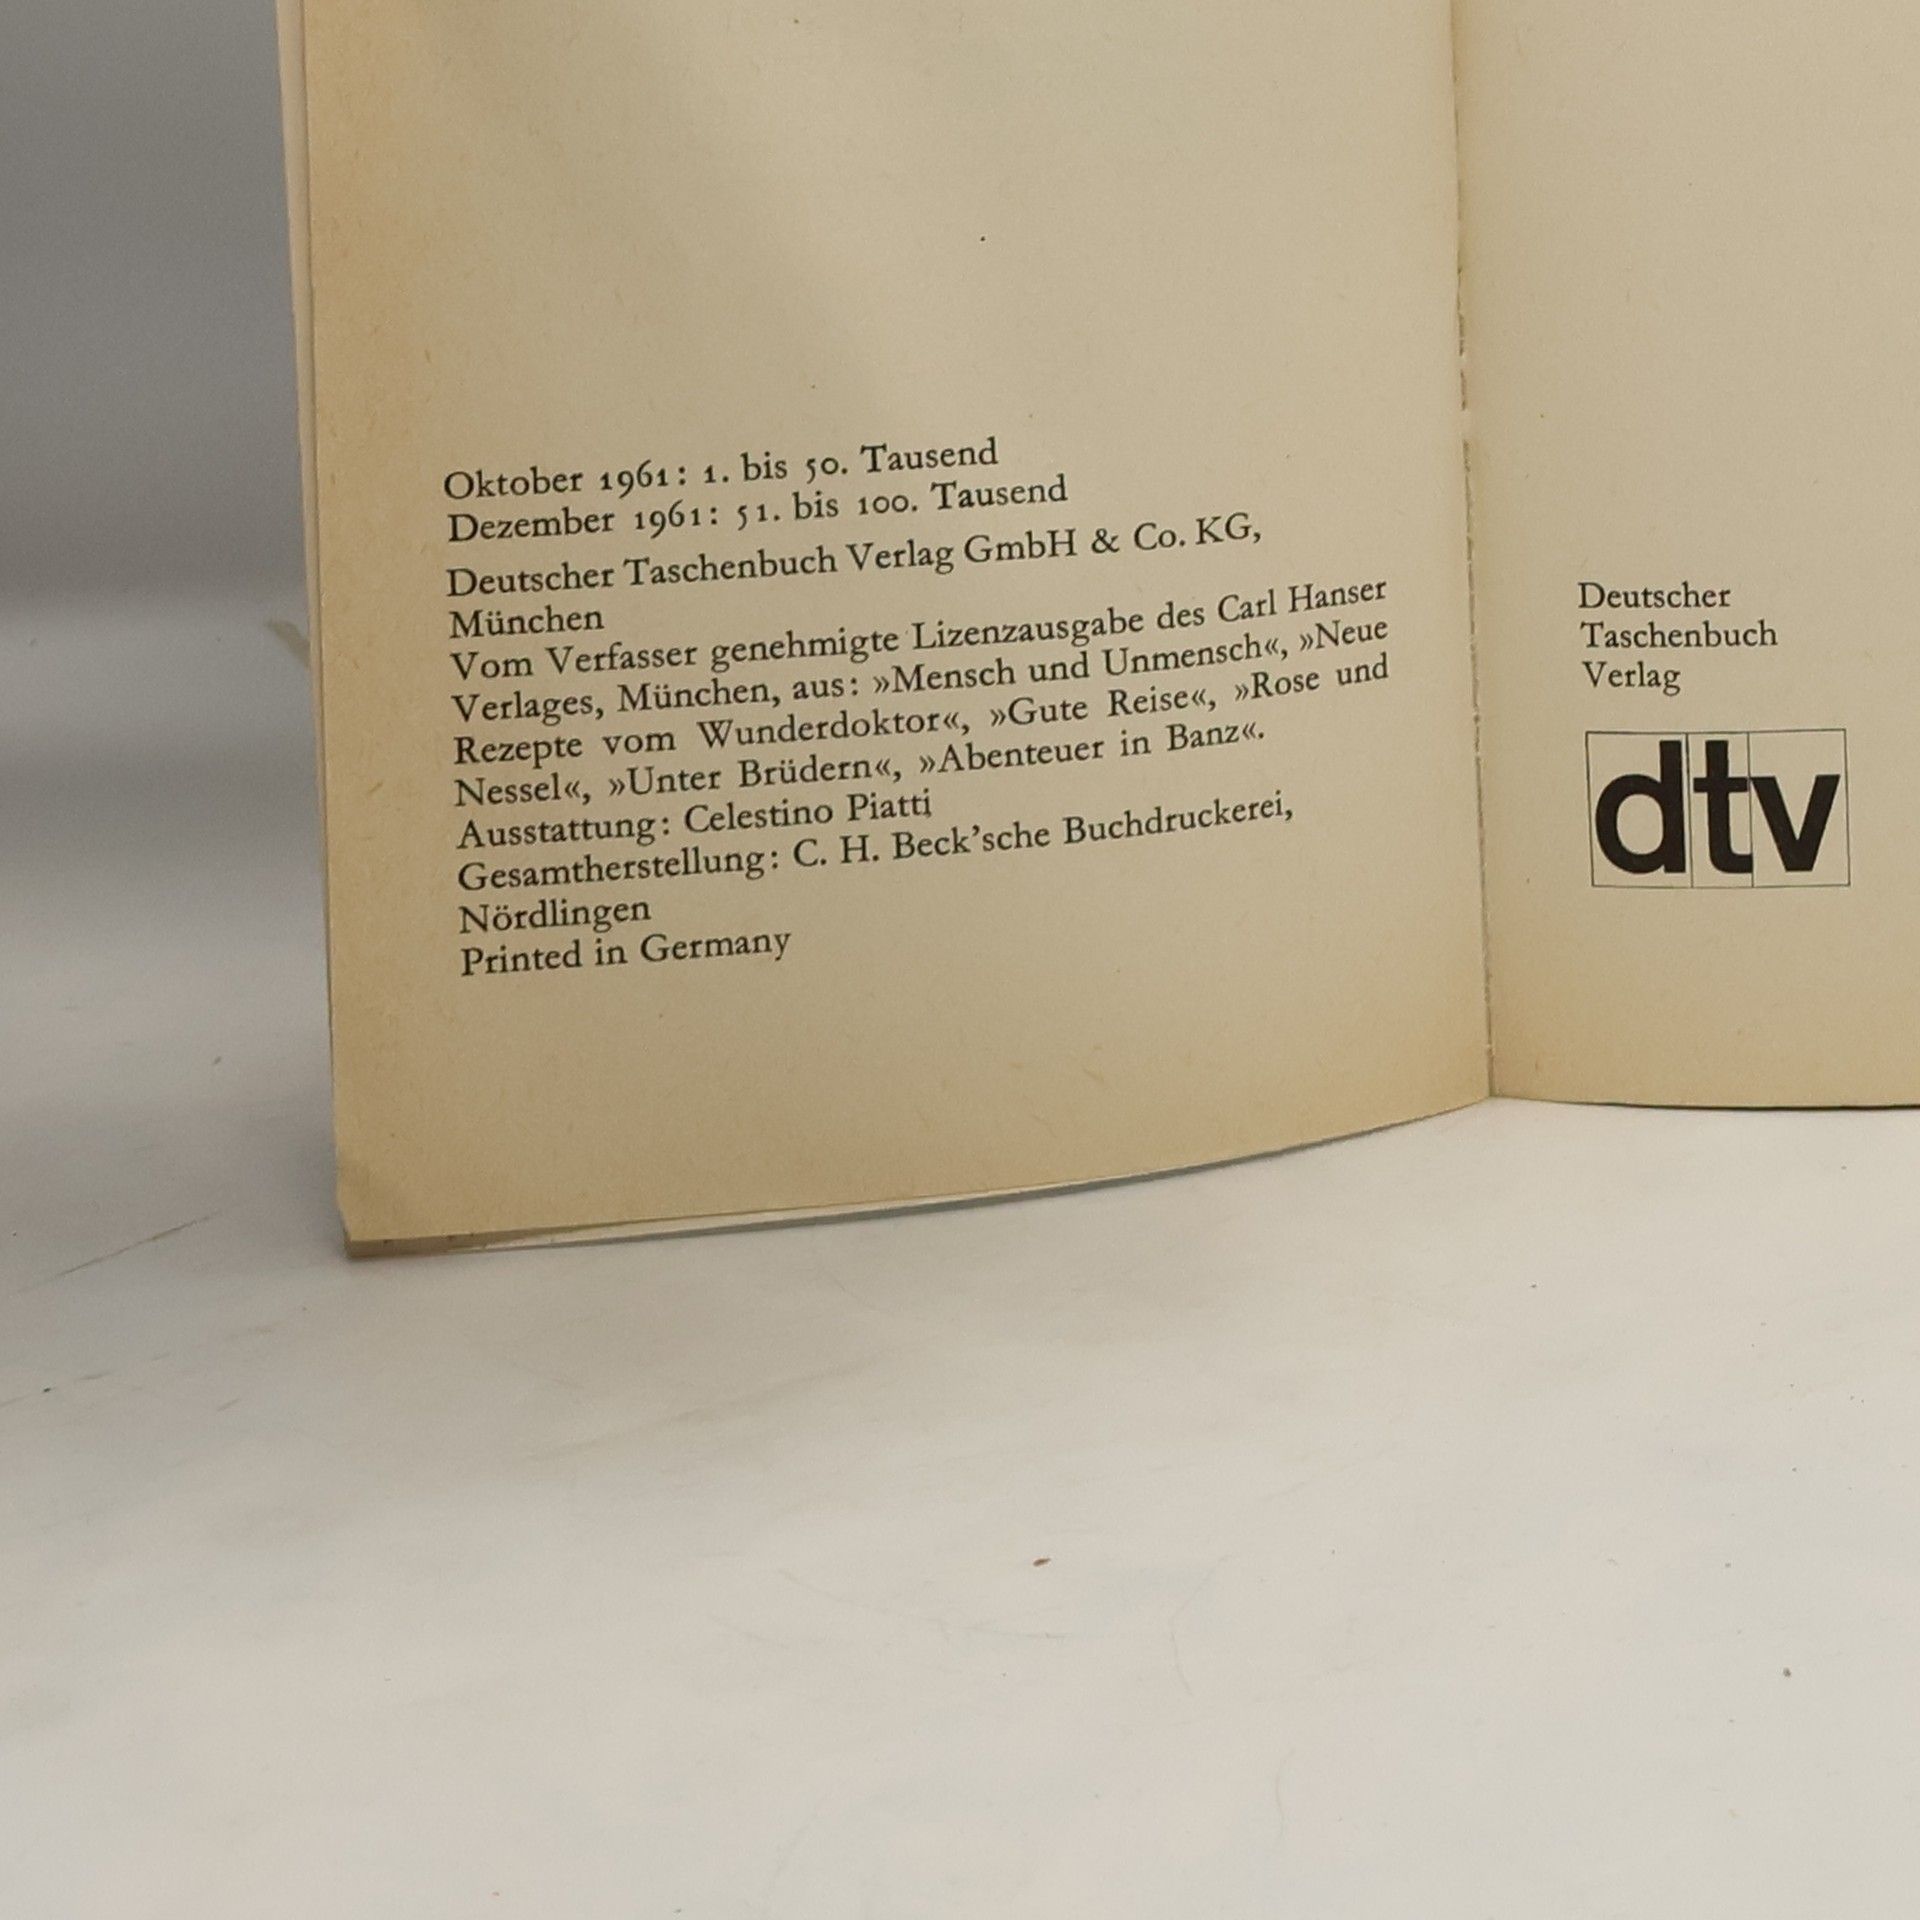 Oktober 1961: 1. bis 50. Tausend
Dezember 1961: 51. bis 100. Tausend
Deutscher Taschenbuch Verlag GmbH & Co. KG,
München
Vom Verfasser genehmigte Lizenzausgabe des Carl Hanser
Verlages, München, aus: »Mensch und Unmensch«, »Neue
Rezepte vom Wunderdoktor«, »Gute Reise«, »Rose und
Nessel«, »Unter Brüdern«, »Abenteuer in Banz«.
Ausstattung: Celestino Piatti
Gesamtherstellung: C. H. Beck’sche Buchdruckerei,
Nördlingen
Printed in Germany
Deutscher
Taschenbuch
Verlag
dtv